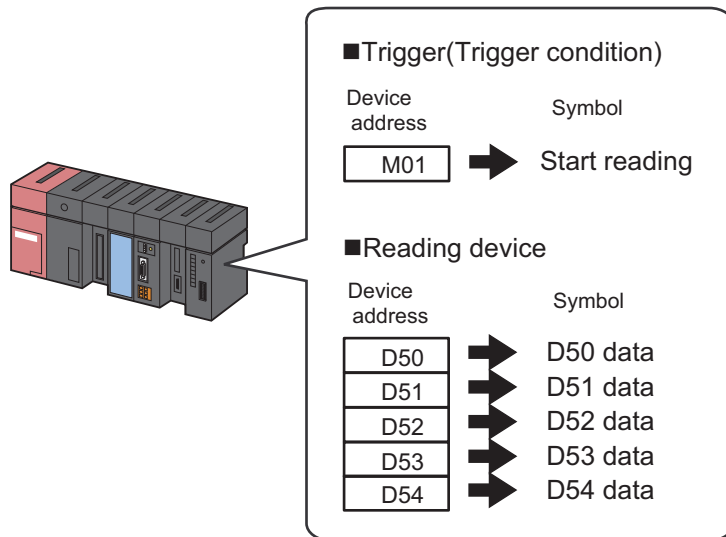 ■Trigger(Trigger condition)
Device address
Symbol
M01
Start reading
■Reading device
Device address
Symbol
D50
D50 data
D51
D51 data
D52
D52 data
D53
D53 data
D54
D54 data